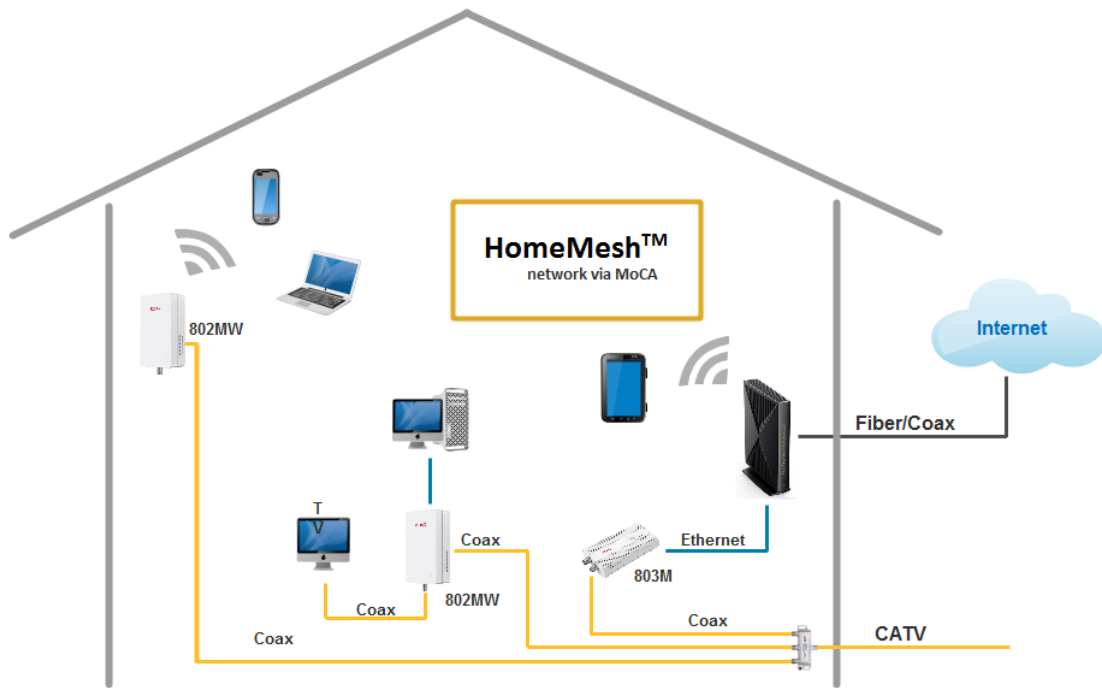 HomeMesh™
network via MoCA
802MW
Internet
Fiber/Coax
T
V
Coax
Ethernet
803M
802MW
Coax
Coax
Coax
CATV